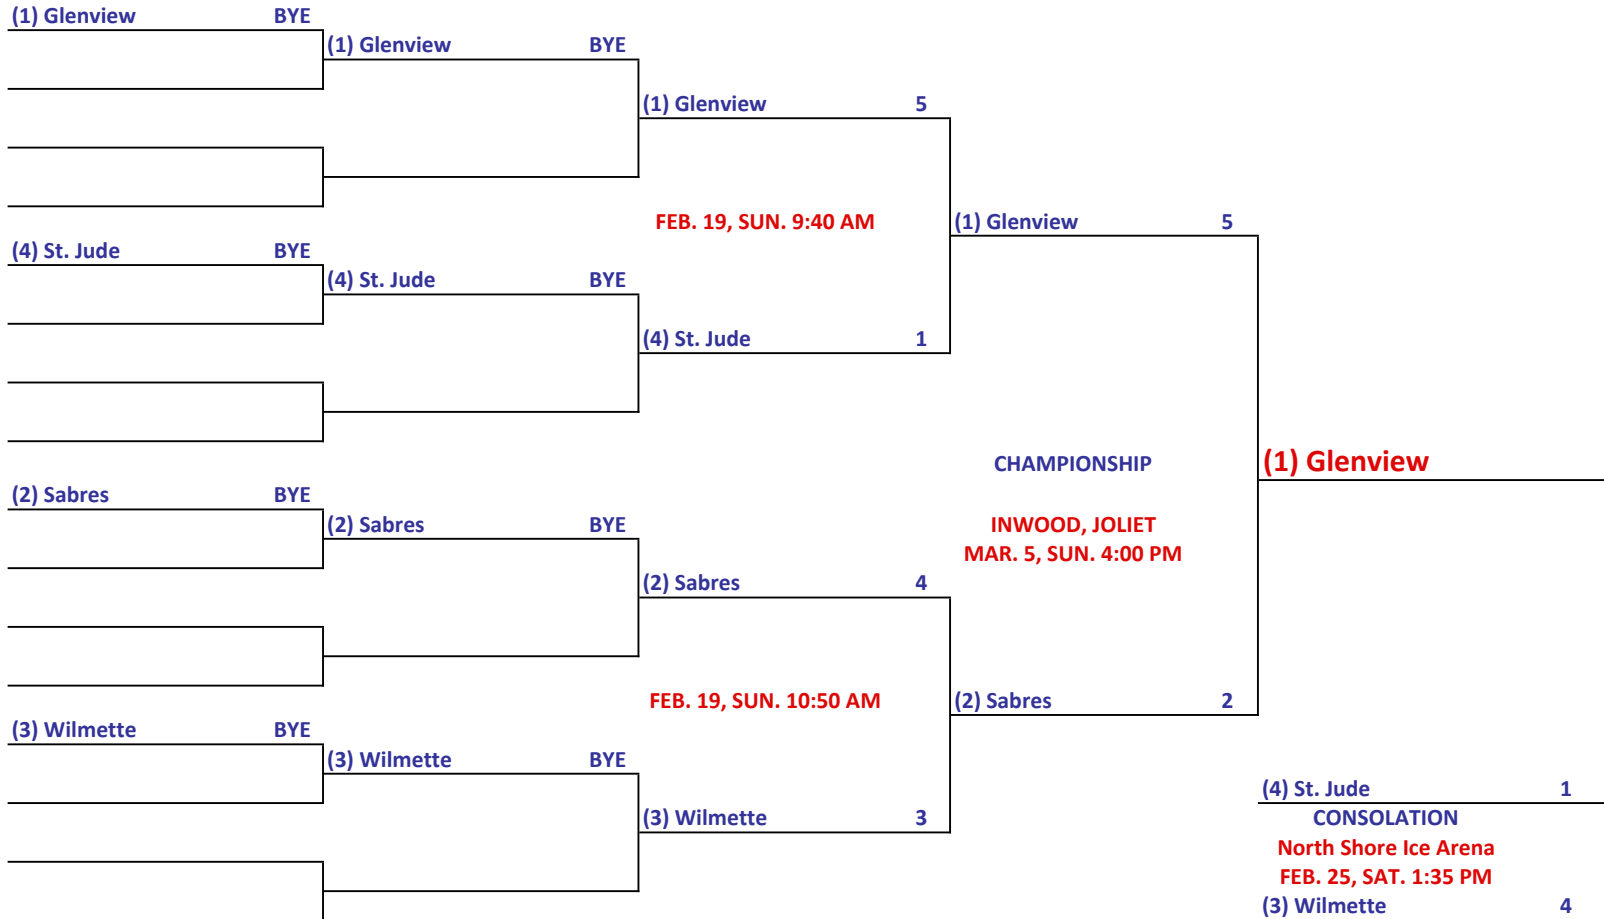 (1) Glenview BYE
(1) Glenview BYE
(1) Glenview 5
FEB. 19, SUN. 9:40 AM
(1) Glenview 5
(4) St. Jude BYE
(4) St. Jude BYE
(4) St. Jude 1
CHAMPIONSHIP
(1) Glenview
INWOOD, JOLIET
MAR. 5, SUN. 4:00 PM
(2) Sabres BYE
(2) Sabres BYE
(2) Sabres 4
FEB. 19, SUN. 10:50 AM
(2) Sabres 2
(3) Wilmette BYE
(3) Wilmette BYE
(3) Wilmette 3
(4) St. Jude 1
CONSOLATION
North Shore Ice Arena
FEB. 25, SAT. 1:35 PM
(3) Wilmette 4